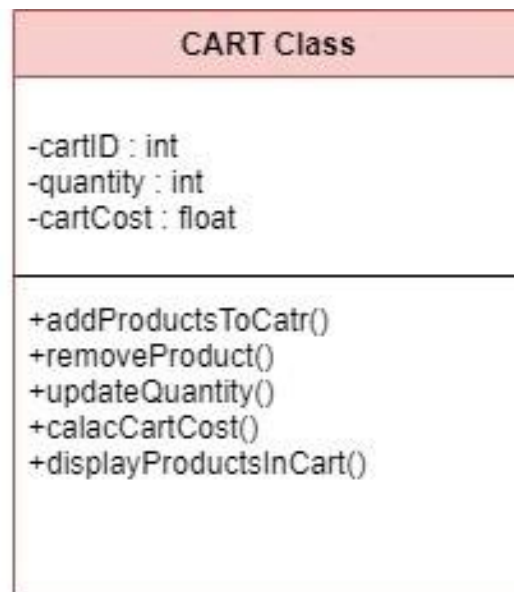 CART Class
-cartID : int
-quantity : int
-cartCost : float
+addProductsToCatr()
+removeProduct()
+updateQuantity()
+calacCartCost()
+displayProductsInCart()